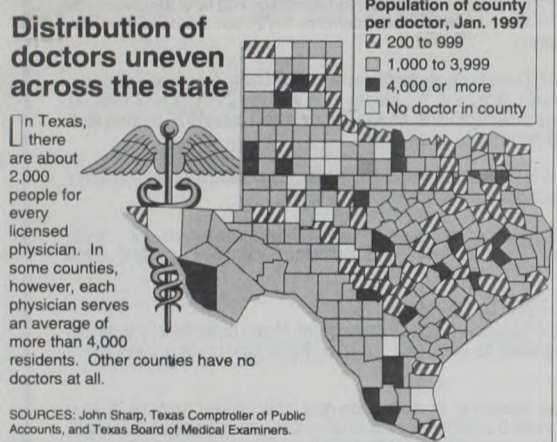 Distribution of
doctors uneven
across the state
In Texas,
there
are about
2,000
people for
every
licensed
physician. In
some counties,
however, each
physician serves
an average of
more than 4,000
residents. Other counties have no
doctors at all.
SOURCES: John Sharp, Texas Comptroller of Public
Accounts, and Texas Board of Medical Examiners.
Population of county
per doctor, Jan. 1997
200 to 999
1,000 to 3,999
4,000 or more
No doctor in county